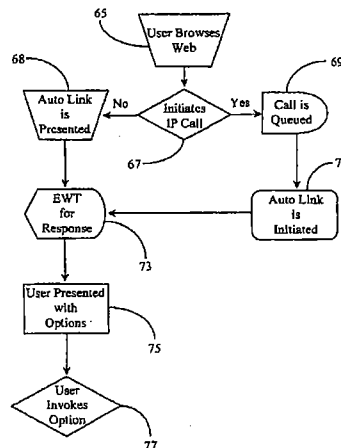 65
User Browses
Web
68
69
Auto Link
is
Presented
No
Initiates
IP Call
Yes
Call is
Queued
67
7
EWT
for
Response
Auto Link
is
Initiated
73
User Presented
with
Options
75
User
Invokes
Option
77